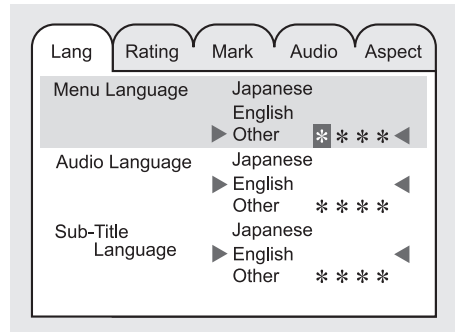 Lang Rating Mark Audio Aspect
Menu Language Japanese
English
▶ Other * * * * ◀
Audio Language Japanese
▶ English ◀
Other * * * *
Sub-Title Japanese
Language ▶ English ◀
Other * * * *